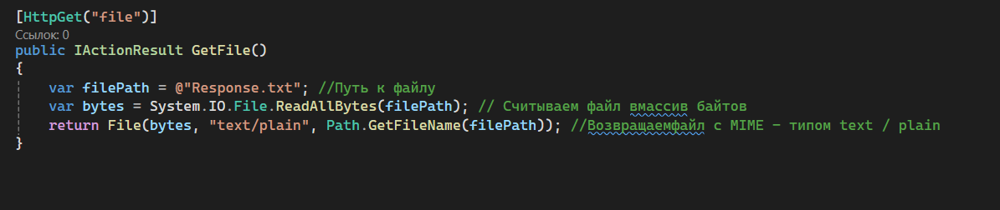 [HttpGet("file")]
Ссылок: 0
public IActionResult GetFile()
{
var filePath = @"Response.txt"; //Путь к файлу
var bytes = System.IO.File.ReadAllBytes(filePath); // Считываем файл вмассив байтов
return File(bytes, "text/plain", Path.GetFileName(filePath)); //Возвращаемфайл с MIME - типом text / plain
}